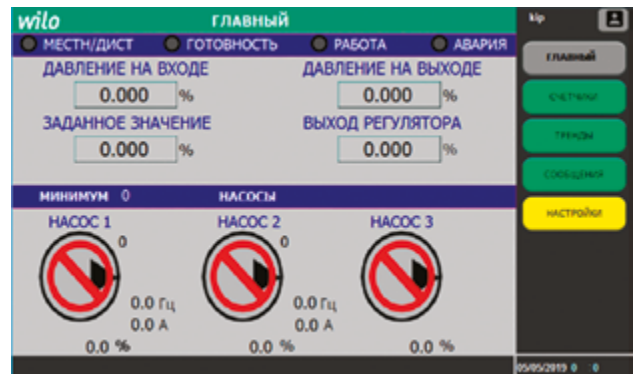 wilo ГЛАВНЫЙ kip
МЕСТН/ДИСТ ГОТОВНОСТЬ РАБОТА АВАРИЯ
ГЛАВНЫЙ
ДАВЛЕНИЕ НА ВХОДЕ ДАВЛЕНИЕ НА ВЫХОДЕ
0.000 % 0.000 %
СЧЕТЧИКИ
ЗАДАННОЕ ЗНАЧЕНИЕ ВЫХОД РЕГУЛЯТОРА
ТРЕНДЫ
0.000 % 0.000 %
СООБЩЕНИЯ
МИНИМУМ 0 НАСОСЫ
НАСТРОЙКИ
НАСОС 1 НАСОС 2 НАСОС 3
0 0
0.0 Гц 0.0 Гц
0.0 А 0.0 А
0.0 % 0.0 % 0.0 %
05/05/2019 0 0